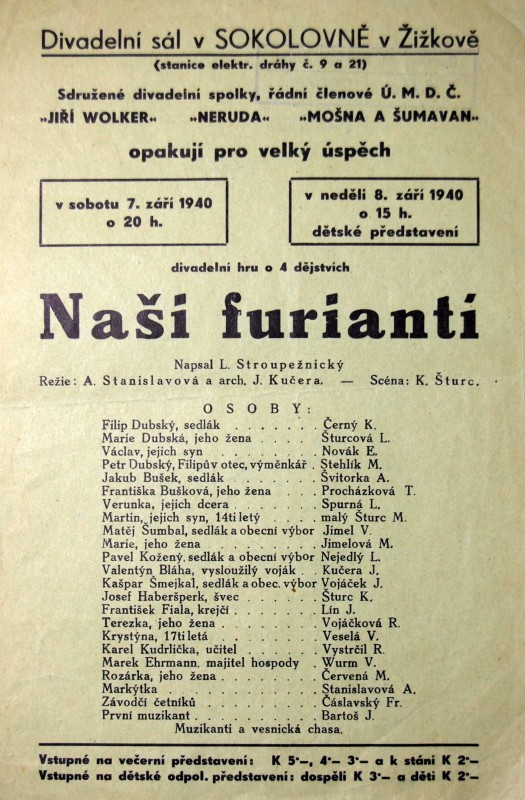 Divadelní sál v SOKOLOVNĚ v Žižkově
(stanice elektr. dráhy č. 9 a 21)
Sdružené divadelní spolky, řádní členové Ú. M. D. Č.
„JIŘÍ WOLKER“ „NERUDA“ „MOŠNA A ŠUMAVAN“
opakují pro velký úspěch
v sobotu 7. září 1940
o 20 h.
v neděli 8. září 1940
o 15 h.
dětské představení
divadelní hru o 4 dějstvích
Naši furianti
Napsal L. Stroupežnický
Režie: A. Stanislavová a arch. J. Kučera. — Scéna: K. Šturc.
OSOBY:
Filip Dubský, sedlák . . . . . . . Černý K.
Marie Dubská, jeho žena . . . . . Šturcová L.
Václav, jejich syn . . . . . . . . Novák E.
Petr Dubský, Filipův otec, výměnkář . Stehlík M.
Jakub Bušek, sedlák . . . . . . . Švitorka A.
Františka Bušková, jeho žena . . . Procházková T.
Verunka, jejich dcera . . . . . . . Spurná L.
Martin, jejich syn, 14ti letý . . . . malý Šturc M.
Matěj Šumbal, sedlák a obecní výbor Jimel V.
Marie, jeho žena . . . . . . . . Jimelová M.
Pavel Kožený, sedlák a obecní výbor Nejedlý L.
Valentýn Bláha, vysloužilý voják . . Kučera J.
Kašpar Šmejkal, sedlák a obec. výbor Vojáček J.
Josef Haberšperk, švec . . . . . . Šturc K.
František Fiala, krejčí . . . . . . . Lín J.
Terezka, jeho žena . . . . . . . . Vojáčková R.
Krystýna, 17ti letá . . . . . . . . Veselá V.
Karel Kudrlička, učitel . . . . . . Vystrčil R.
Marek Ehrmann, majitel hospody . Wurm V.
Rozárka, jeho žena . . . . . . . . Červená M.
Markýtka . . . . . . . . . . . . Stanislavová A.
Závodčí četníků . . . . . . . . . Čáslavský Fr.
První muzikant . . . . . . . . . . Bartoš J.
Muzikanti a vesnická chasa.
Vstupné na večerní představení: K 5·–, 4·– 3·– a k stání K 2·–
Vstupné na dětské odpol. představení: dospělí K 3·– a děti K 2·–